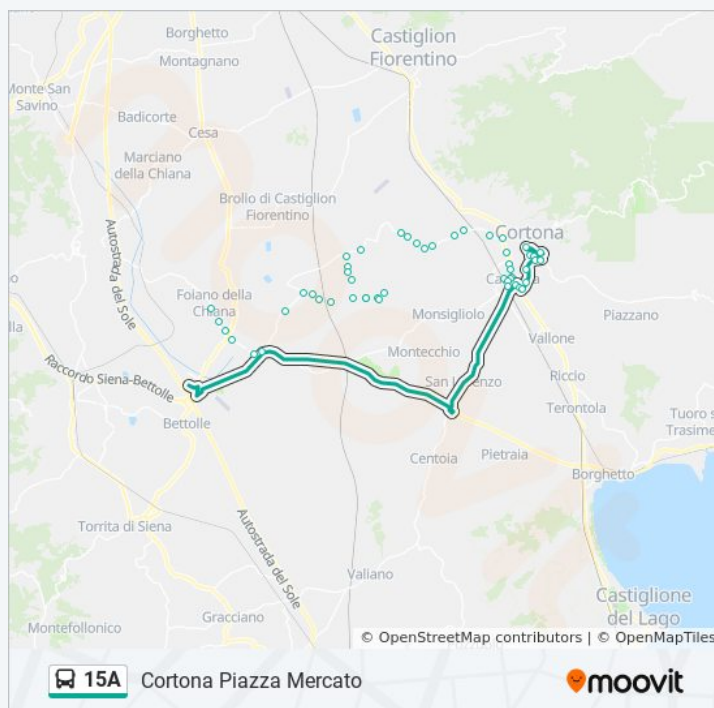 Borghetto
Montagnano
Castiglion
Fiorentino
Monte San
Savino
Badicorte
Cesa
Marciano
della Chiana
Brolio di Castiglion
Fiorentino
Cortona
Autostrada del Sole
Foiano della
Chiana
Monsigliolo
Piazzano
Vallone
Montecchio
Raccordo Siena-Bettolle
San Lorenzo
Riccio
Terontola
Tuoro s
Trasime
Bettolle
Centoia
Pietraia
Borghetto
Torrita di Siena
Autostrada del Sole
Valiano
Castiglione
del Lago
Gracciano
Montefollonico
© OpenStreetMap contributors | © OpenMapTiles
15A
Cortona Piazza Mercato
moovit